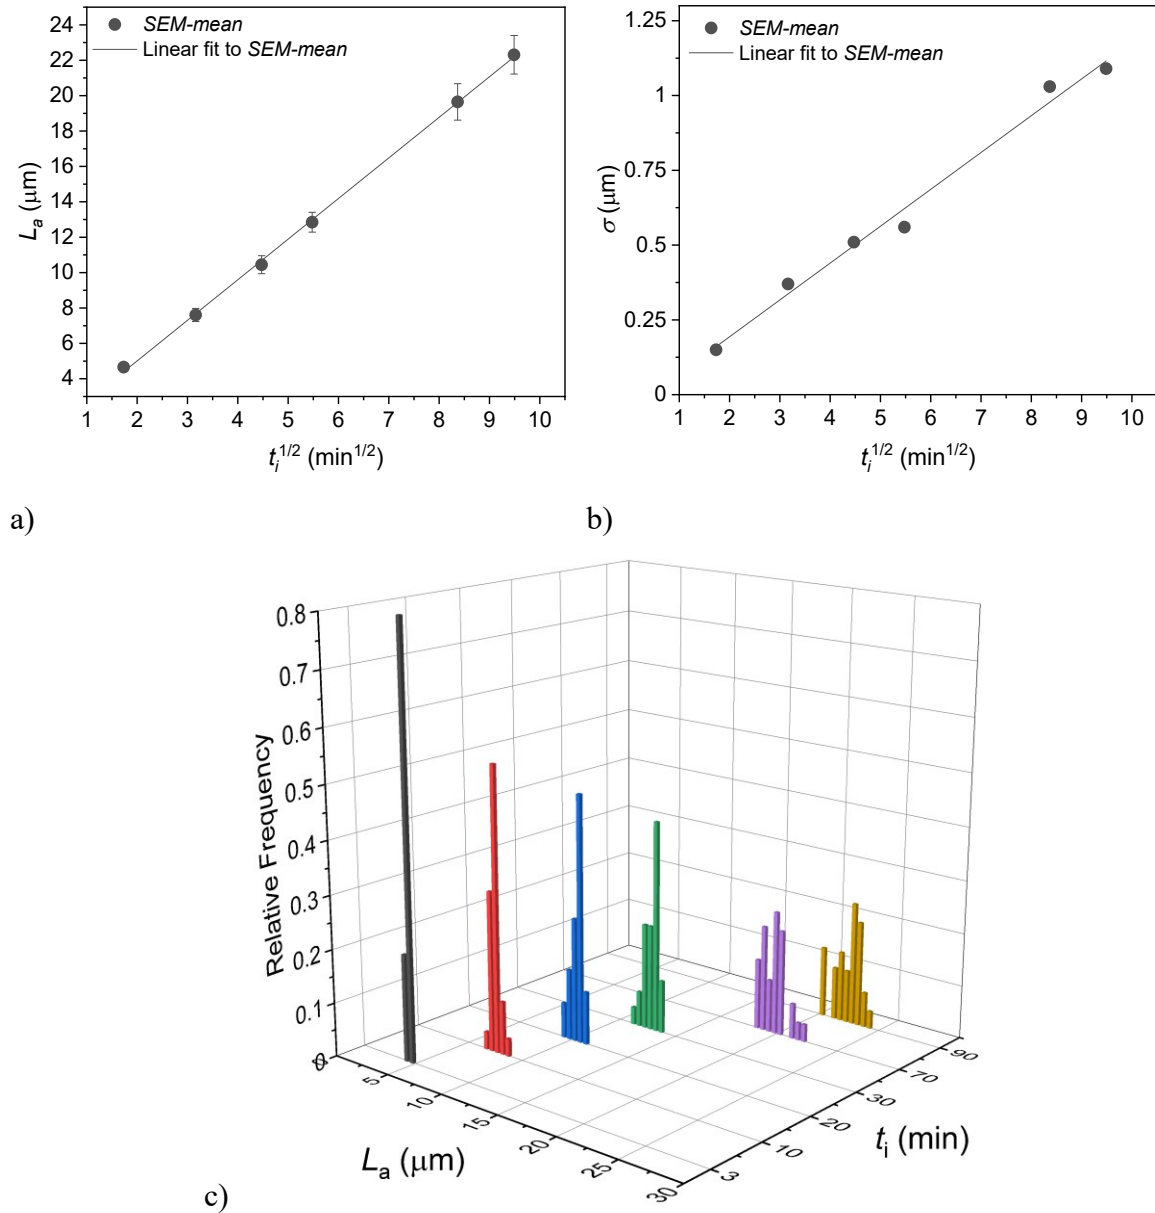 24
22
20
18
16
14
12
10
8
6
4
La (μm)
SEM-mean
Linear fit to SEM-mean
1 2 3 4 5 6 7 8 9 10
ti1/2 (min1/2)
a)
1.25
1
0.75
0.5
0.25
0
σ (μm)
SEM-mean
Linear fit to SEM-mean
1 2 3 4 5 6 7 8 9 10
ti1/2 (min1/2)
b)
0.8
0.7
0.6
0.5
0.4
0.3
0.2
0.1
0
Relative Frequency
5
10
15
20
25
30
La (μm)
3
10
20
30
70
90
ti (min)
c)